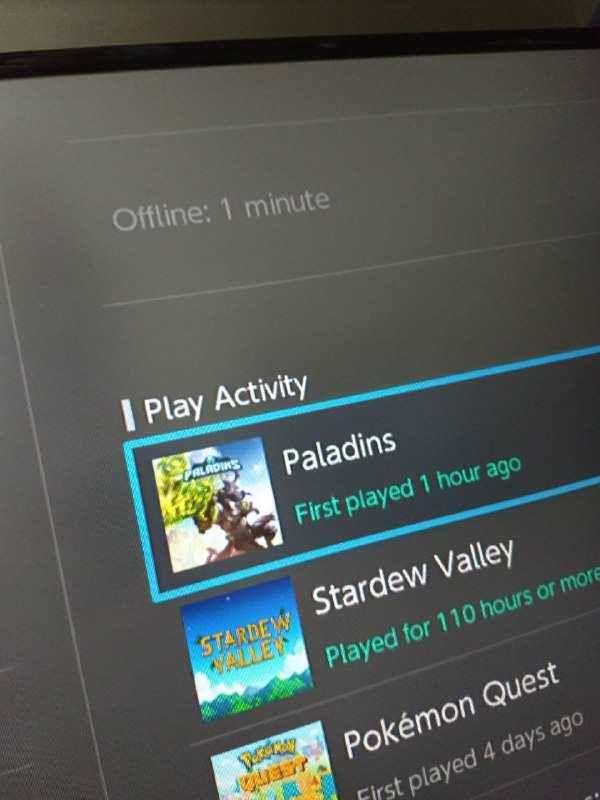 Offline: 1 minute
Play Activity
PALADINS
Paladins
First played 1 hour ago
STARDEW
VALLEY
Stardew Valley
Played for 110 hours or more
POKéMON
QUEST
Pokémon Quest
First played 4 days ago